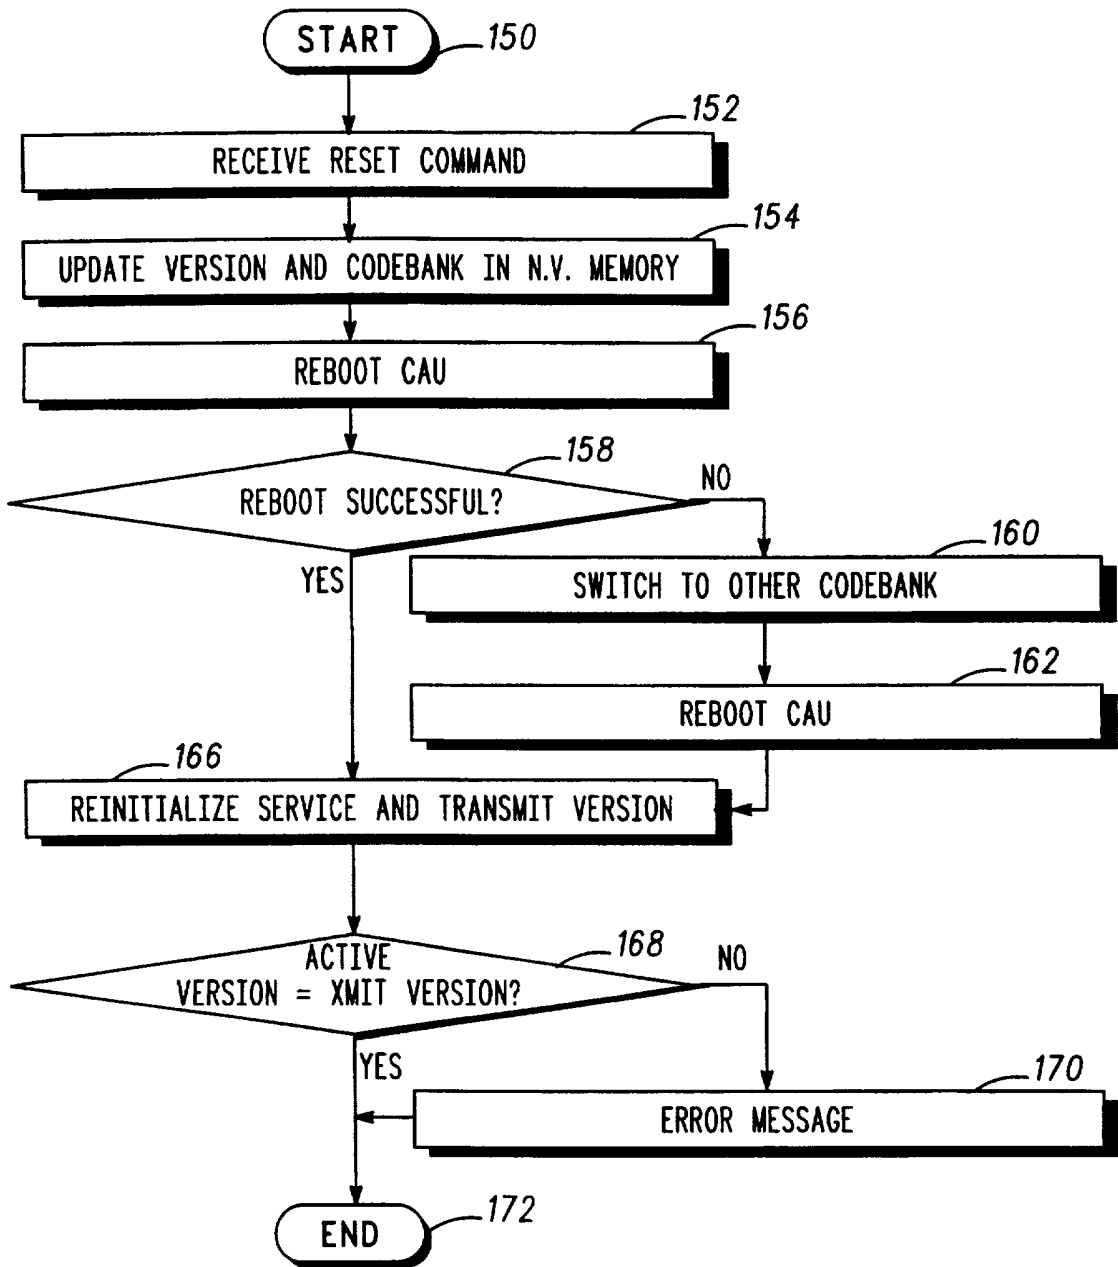 START
150
152
RECEIVE RESET COMMAND
154
UPDATE VERSION AND CODEBANK IN N.V. MEMORY
156
REBOOT CAU
158
REBOOT SUCCESSFUL?
NO
YES
160
SWITCH TO OTHER CODEBANK
162
REBOOT CAU
166
REINITIALIZE SERVICE AND TRANSMIT VERSION
168
ACTIVE
VERSION = XMIT VERSION?
NO
YES
170
ERROR MESSAGE
END
172